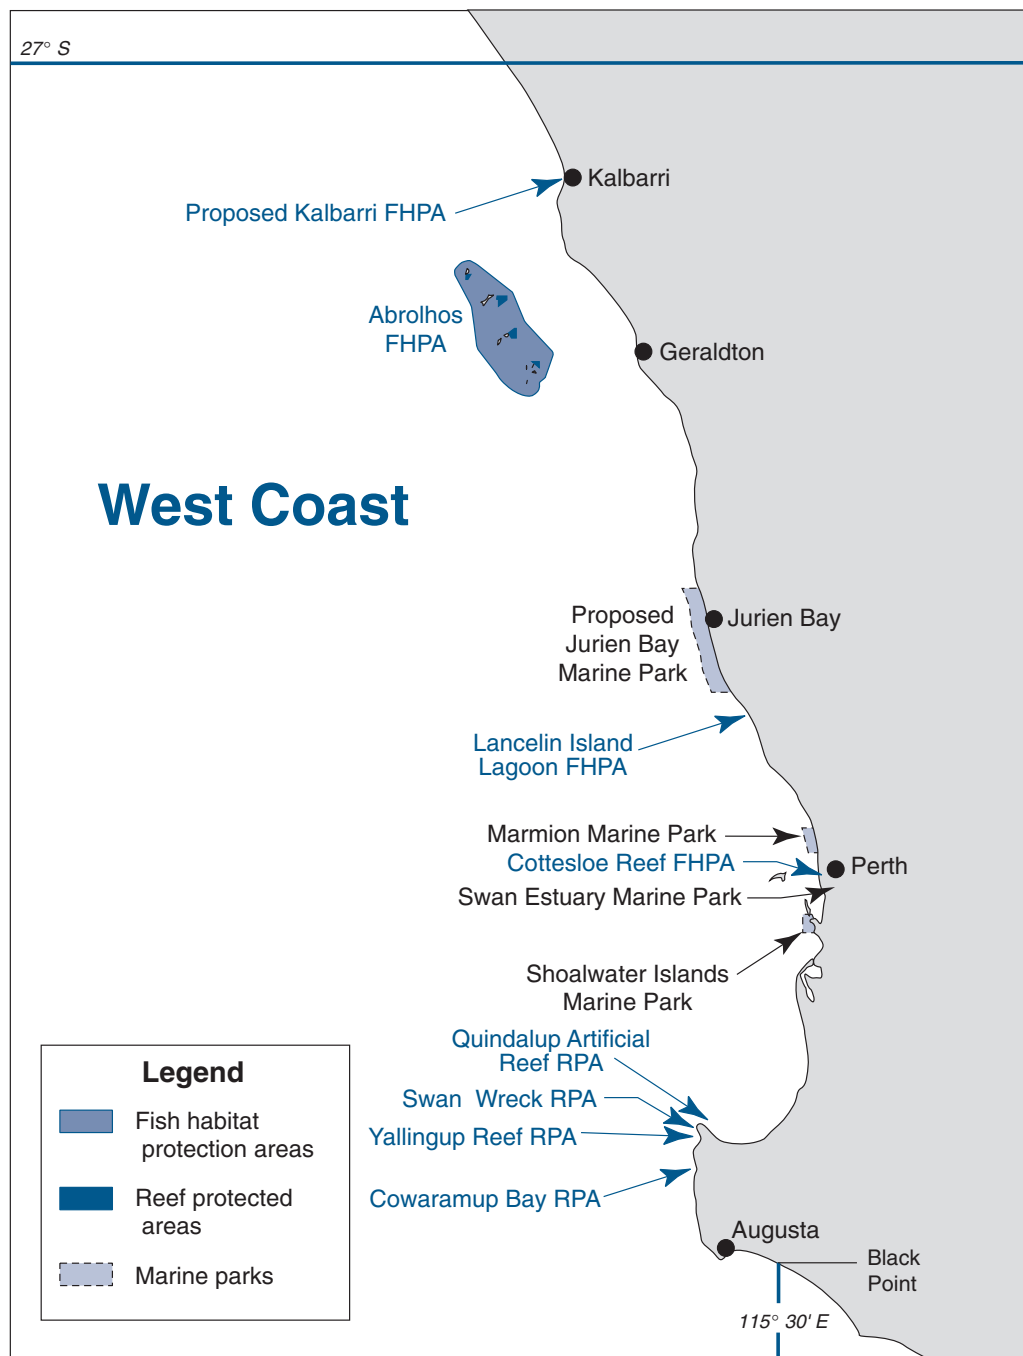 27° S
Kalbarri
Proposed Kalbarri FHPA
Abrolhos
FHPA
Geraldton
West Coast
Proposed
Jurien Bay
Marine Park
Jurien Bay
Lancelin Island
Lagoon FHPA
Marmion Marine Park
Cottesloe Reef FHPA
Perth
Swan Estuary Marine Park
Shoalwater Islands
Marine Park
Quindalup Artificial
Reef RPA
Swan Wreck RPA
Yallingup Reef RPA
Cowaramup Bay RPA
Augusta
Black
Point
115° 30' E
Legend
Fish habitat
protection areas
Reef protected
areas
Marine parks